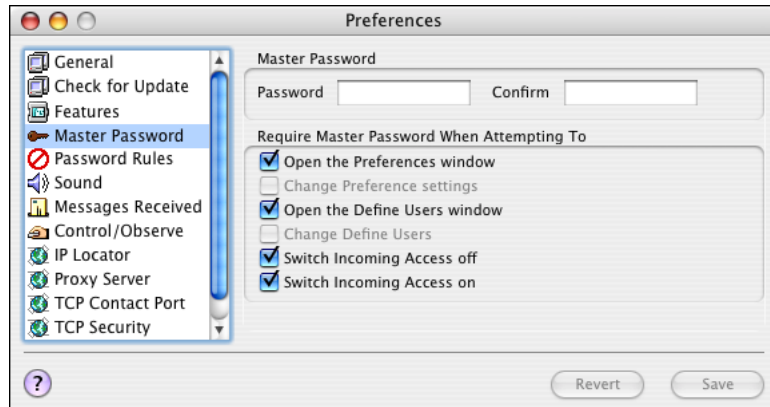 Preferences
General
Check for Update
Features
Master Password
Password Rules
Sound
Messages Received
Control/Observe
IP Locator
Proxy Server
TCP Contact Port
TCP Security
Master Password
Password Confirm
Require Master Password When Attempting To
Open the Preferences window
Change Preference settings
Open the Define Users window
Change Define Users
Switch Incoming Access off
Switch Incoming Access on
? Revert Save